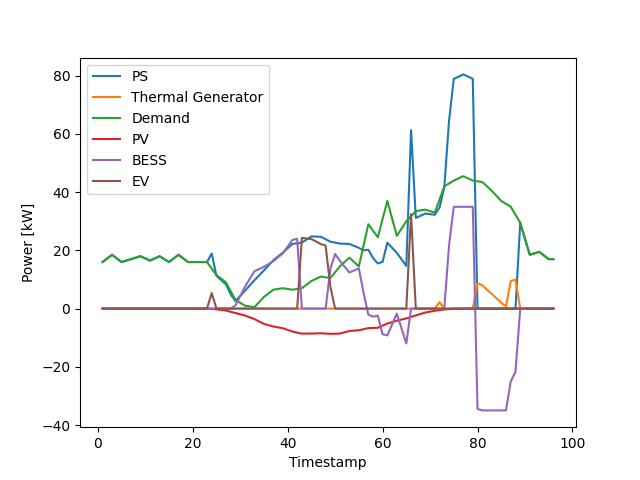 PS
Thermal Generator
Demand
PV
BESS
EV
80
60
40
20
0
−20
−40
Power [kW]
0 20 40 60 80 100
Timestamp